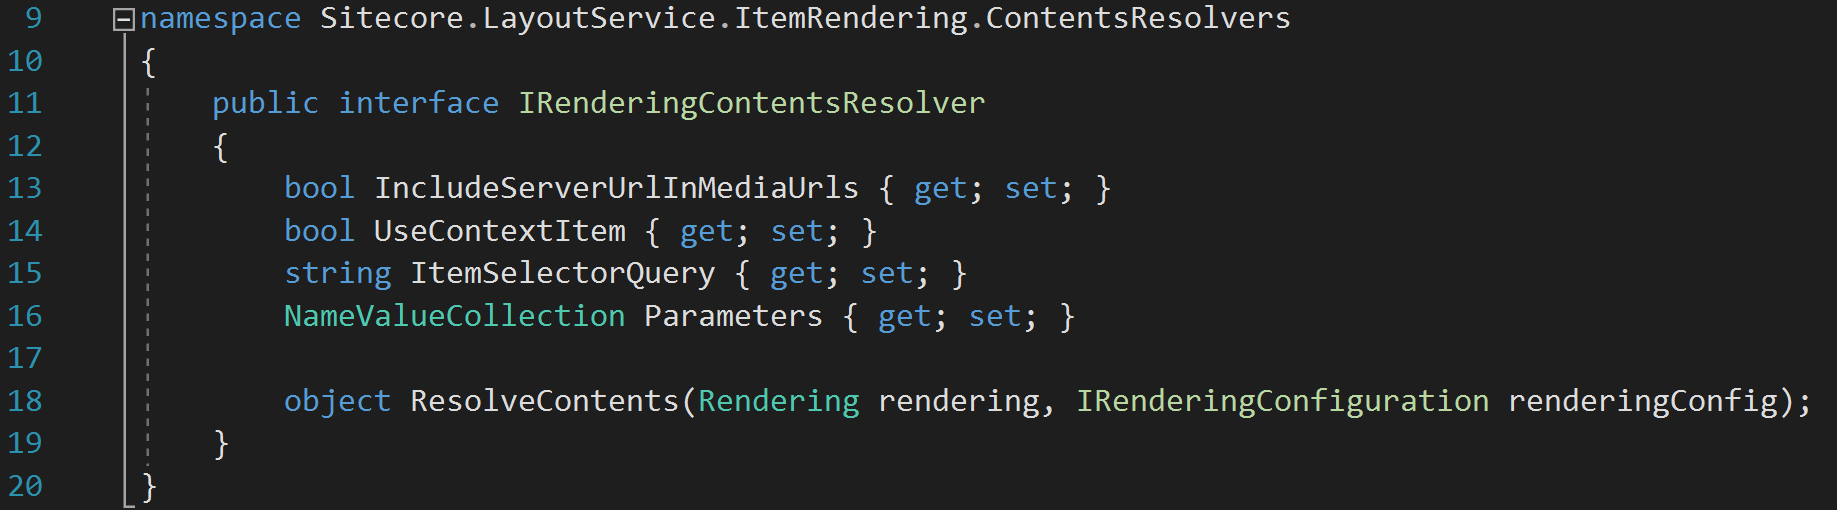 9 namespace Sitecore.LayoutService.ItemRendering.ContentsResolvers
10 {
11 public interface IRenderingContentsResolver
12 {
13 bool IncludeServerUrlInMediaUrls { get; set; }
14 bool UseContextItem { get; set; }
15 string ItemSelectorQuery { get; set; }
16 NameValueCollection Parameters { get; set; }
17
18 object ResolveContents(Rendering rendering, IRenderingConfiguration renderingConfig);
19 }
20 }